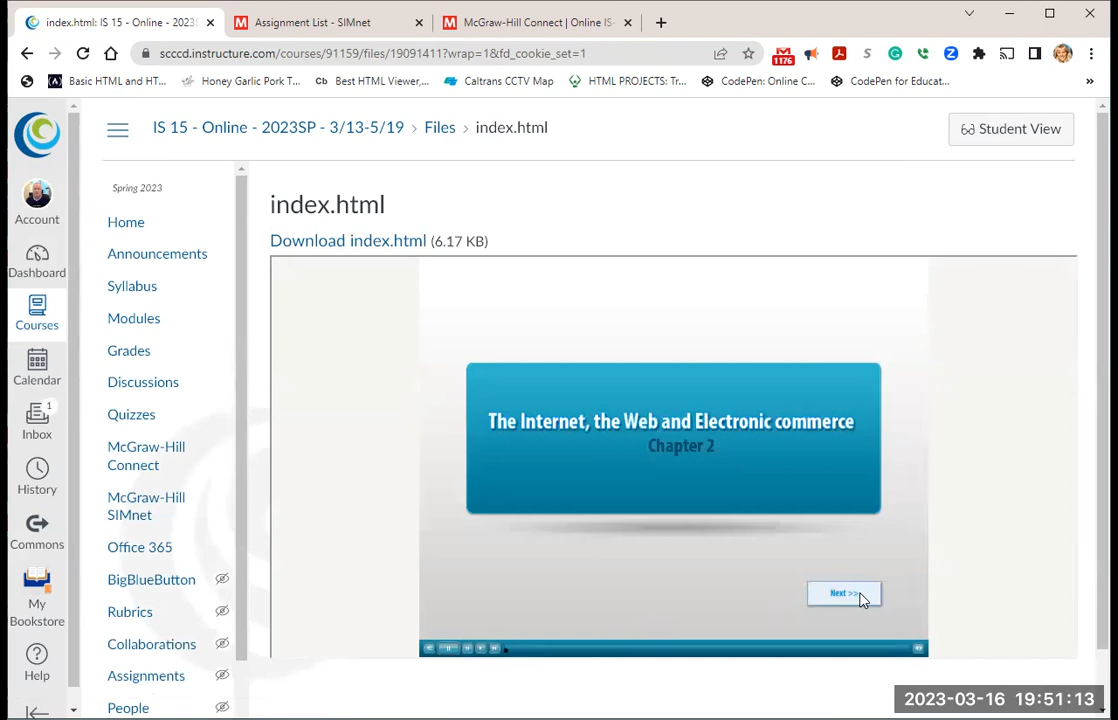 index.html: IS 15 - Online - 2023S
Assignment List - SIMnet
McGraw-Hill Connect | Online IS
scccd.instructure.com/courses/91159/files/19091411?wrap=1&fd_cookie_set=1
1176
Basic HTML and HT...
Honey Garlic Pork T...
Cb
Best HTML Viewer,...
Caltrans CCTV Map
HTML PROJECTS: Tr...
CodePen: Online C...
CodePen for Educat...
»
IS 15 - Online - 2023SP - 3/13-5/19 › Files › index.html
Student View
Account
Dashboard
Courses
Calendar
1
Inbox
History
Commons
My
Bookstore
Help
Spring 2023
Home
Announcements
Syllabus
Modules
Grades
Discussions
Quizzes
McGraw-Hill
Connect
McGraw-Hill
SIMnet
Office 365
BigBlueButton
Rubrics
Collaborations
Assignments
People
index.html
Download index.html (6.17 KB)
The Internet, the Web and Electronic commerce
Chapter 2
Next >>
2023-03-16 19:51:13